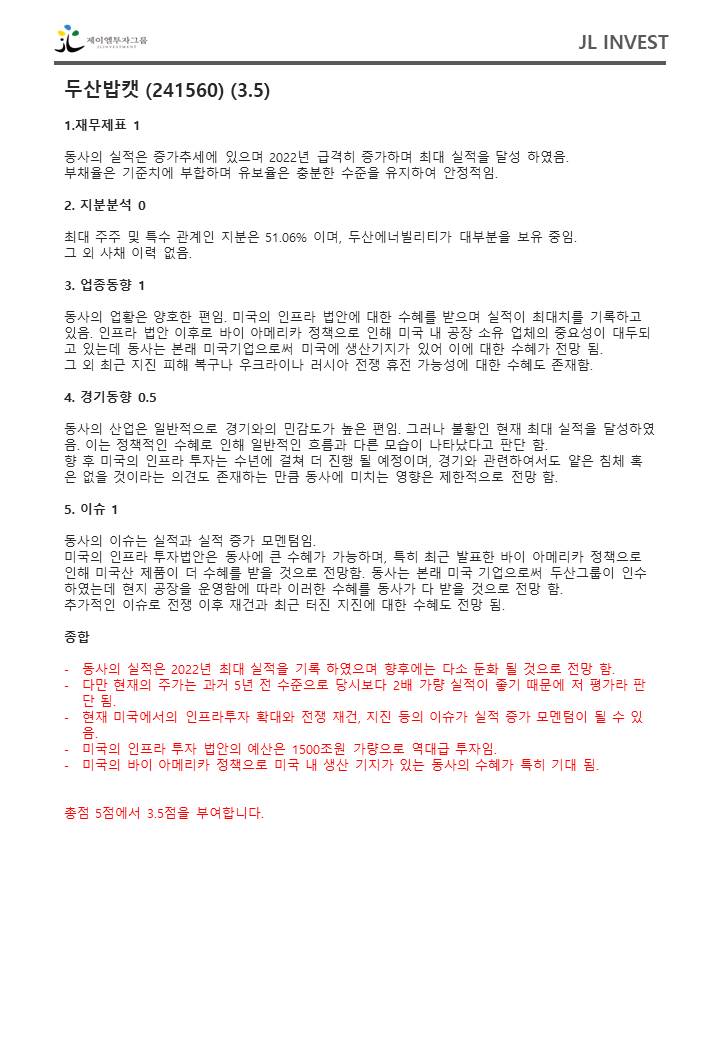 제이엘투자그룹
JLINVESTMENT
JL INVEST
두산밥캣 (241560) (3.5)
1.재무제표 1
동사의 실적은 증가추세에 있으며 2022년 급격히 증가하며 최대 실적을 달성 하였음.
부채율은 기준치에 부합하며 유보율은 충분한 수준을 유지하여 안정적임.
2. 지분분석 0
최대 주주 및 특수 관계인 지분은 51.06% 이며, 두산에너빌리티가 대부분을 보유 중임.
그 외 사채 이력 없음.
3. 업종동향 1
동사의 업황은 양호한 편임. 미국의 인프라 법안에 대한 수혜를 받으며 실적이 최대치를 기록하고
있음. 인프라 법안 이후로 바이 아메리카 정책으로 인해 미국 내 공장 소유 업체의 중요성이 대두되
고 있는데 동사는 본래 미국기업으로써 미국에 생산기지가 있어 이에 대한 수혜가 전망 됨.
그 외 최근 지진 피해 복구나 우크라이나 러시아 전쟁 휴전 가능성에 대한 수혜도 존재함.
4. 경기동향 0.5
동사의 산업은 일반적으로 경기와의 민감도가 높은 편임. 그러나 불황인 현재 최대 실적을 달성하였
음. 이는 정책적인 수혜로 인해 일반적인 흐름과 다른 모습이 나타났다고 판단 함.
향 후 미국의 인프라 투자는 수년에 걸쳐 더 진행 될 예정이며, 경기와 관련하여서도 얕은 침체 혹
은 없을 것이라는 의견도 존재하는 만큼 동사에 미치는 영향은 제한적으로 전망 함.
5. 이슈 1
동사의 이슈는 실적과 실적 증가 모멘텀임.
미국의 인프라 투자법안은 동사에 큰 수혜가 가능하며, 특히 최근 발표한 바이 아메리카 정책으로
인해 미국산 제품이 더 수혜를 받을 것으로 전망함. 동사는 본래 미국 기업으로써 두산그룹이 인수
하였는데 현지 공장을 운영함에 따라 이러한 수혜를 동사가 다 받을 것으로 전망 함.
추가적인 이슈로 전쟁 이후 재건과 최근 터진 지진에 대한 수혜도 전망 됨.
종합
- 동사의 실적은 2022년 최대 실적을 기록 하였으며 향후에는 다소 둔화 될 것으로 전망 함.
- 다만 현재의 주가는 과거 5년 전 수준으로 당시보다 2배 가량 실적이 좋기 때문에 저 평가라 판
단 됨.
- 현재 미국에서의 인프라투자 확대와 전쟁 재건, 지진 등의 이슈가 실적 증가 모멘텀이 될 수 있
음.
- 미국의 인프라 투자 법안의 예산은 1500조원 가량으로 역대급 투자임.
- 미국의 바이 아메리카 정책으로 미국 내 생산 기지가 있는 동사의 수혜가 특히 기대 됨.
총점 5점에서 3.5점을 부여합니다.